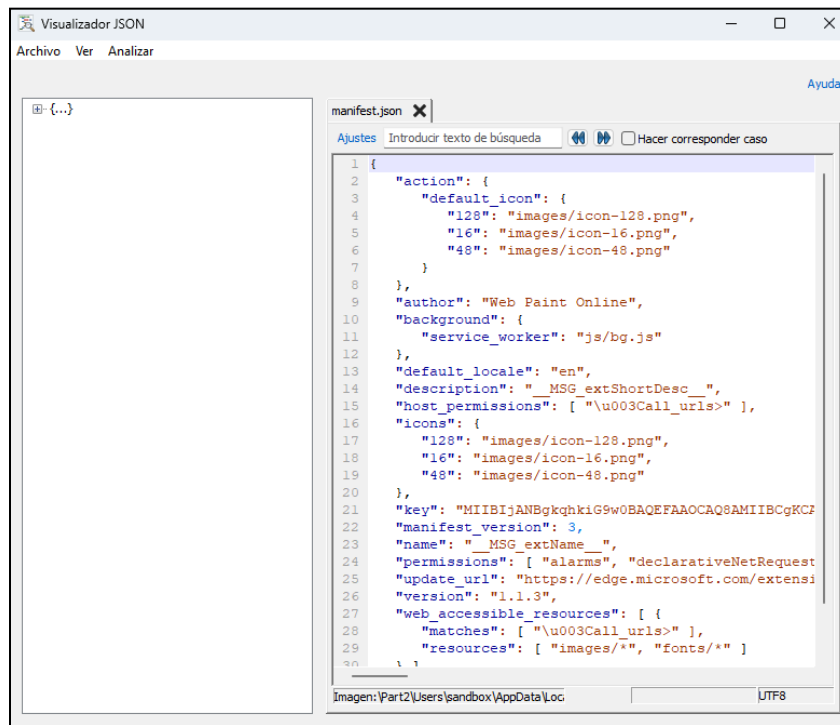 Visualizador JSON
Archivo Ver Analizar
Ayuda
{...}
manifest.json
Ajustes Introducir texto de búsqueda Hacer corresponder caso
1 {
2 "action": {
3 "default_icon": {
4 "128": "images/icon-128.png",
5 "16": "images/icon-16.png",
6 "48": "images/icon-48.png"
7 }
8 },
9 "author": "Web Paint Online",
10 "background": {
11 "service_worker": "js/bg.js"
12 },
13 "default_locale": "en",
14 "description": "__MSG_extShortDesc__",
15 "host_permissions": [ "\u003Call_urls>" ],
16 "icons": {
17 "128": "images/icon-128.png",
18 "16": "images/icon-16.png",
19 "48": "images/icon-48.png"
20 },
21 "key": "MIIBIjANBgkqhkiG9w0BAQEFAAOCAQ8AMIIBCgKCA
22 "manifest_version": 3,
23 "name": "__MSG_extName__",
24 "permissions": [ "alarms", "declarativeNetRequest
25 "update_url": "https://edge.microsoft.com/extensi
26 "version": "1.1.3",
27 "web_accessible_resources": [ {
28 "matches": [ "\u003Call_urls>" ],
29 "resources": [ "images/*", "fonts/*" ]
30 } ]
Imagen:\Part2\Users\sandbox\AppData\Loc UTF8